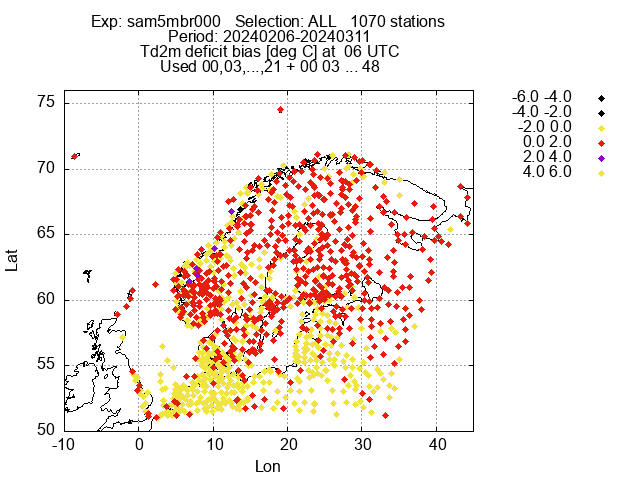 Exp: sam5mbr000 Selection: ALL 1070 stations
Period: 20240206-20240311
Td2m deficit bias [deg C] at 06 UTC
Used 00,03,...,21 + 00 03 ... 48
-6.0 -4.0
-4.0 -2.0
-2.0 0.0
0.0 2.0
2.0 4.0
4.0 6.0
75
70
65
60
55
50
Lat
-10 0 10 20 30 40
Lon